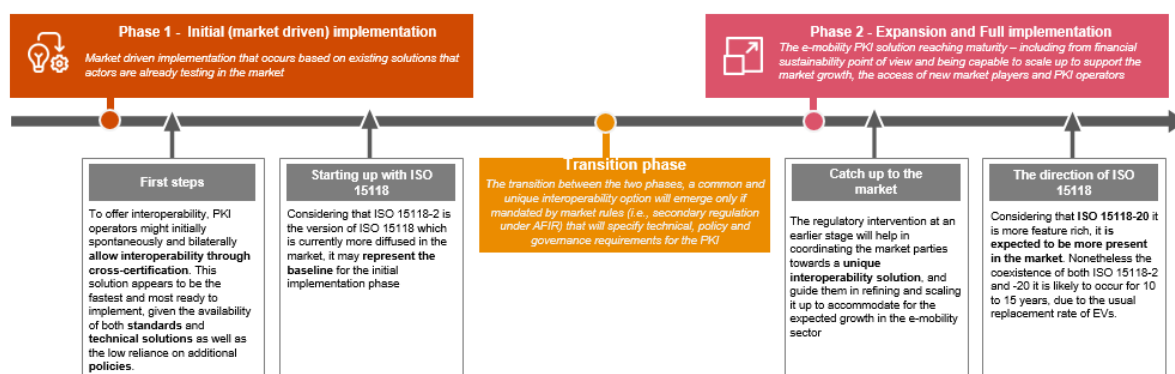 Phase 1 - Initial (market driven) implementation
Market driven implementation that occurs based on existing solutions that
actors are already testing in the market
Phase 2 - Expansion and Full implementation
The e-mobility PKI solution reaching maturity – including from financial
sustainability point of view and being capable to scale up to support the
market growth, the access of new market players and PKI operators
First steps
To offer interoperability, PKI
operators might initially
spontaneously and bilaterally
allow interoperability through
cross-certification. This
solution appears to be the
fastest and most ready to
implement, given the availability
of both standards and
technical solutions as well as
the low reliance on additional
policies.
Starting up with ISO
15118
Considering that ISO 15118-2 is
the version of ISO 15118 which
is currently more diffused in the
market, it may represent the
baseline for the initial
implementation phase
Transition phase
The transition between the two phases, a common and
unique interoperability option will emerge only if
mandated by market rules (i.e., secondary regulation
under AFIR) that will specify technical, policy and
governance requirements for the PKI
Catch up to the
market
The regulatory intervention at an
earlier stage will help in
coordinating the market parties
towards a unique
interoperability solution, and
guide them in refining and scaling
it up to accommodate for the
expected growth in the e-mobility
sector
The direction of ISO
15118
Considering that ISO 15118-20 it
is more feature rich, it is
expected to be more present
in the market. Nonetheless the
coexistence of both ISO 15118-2
and -20 it is likely to occur for 10
to 15 years, due to the usual
replacement rate of EVs.